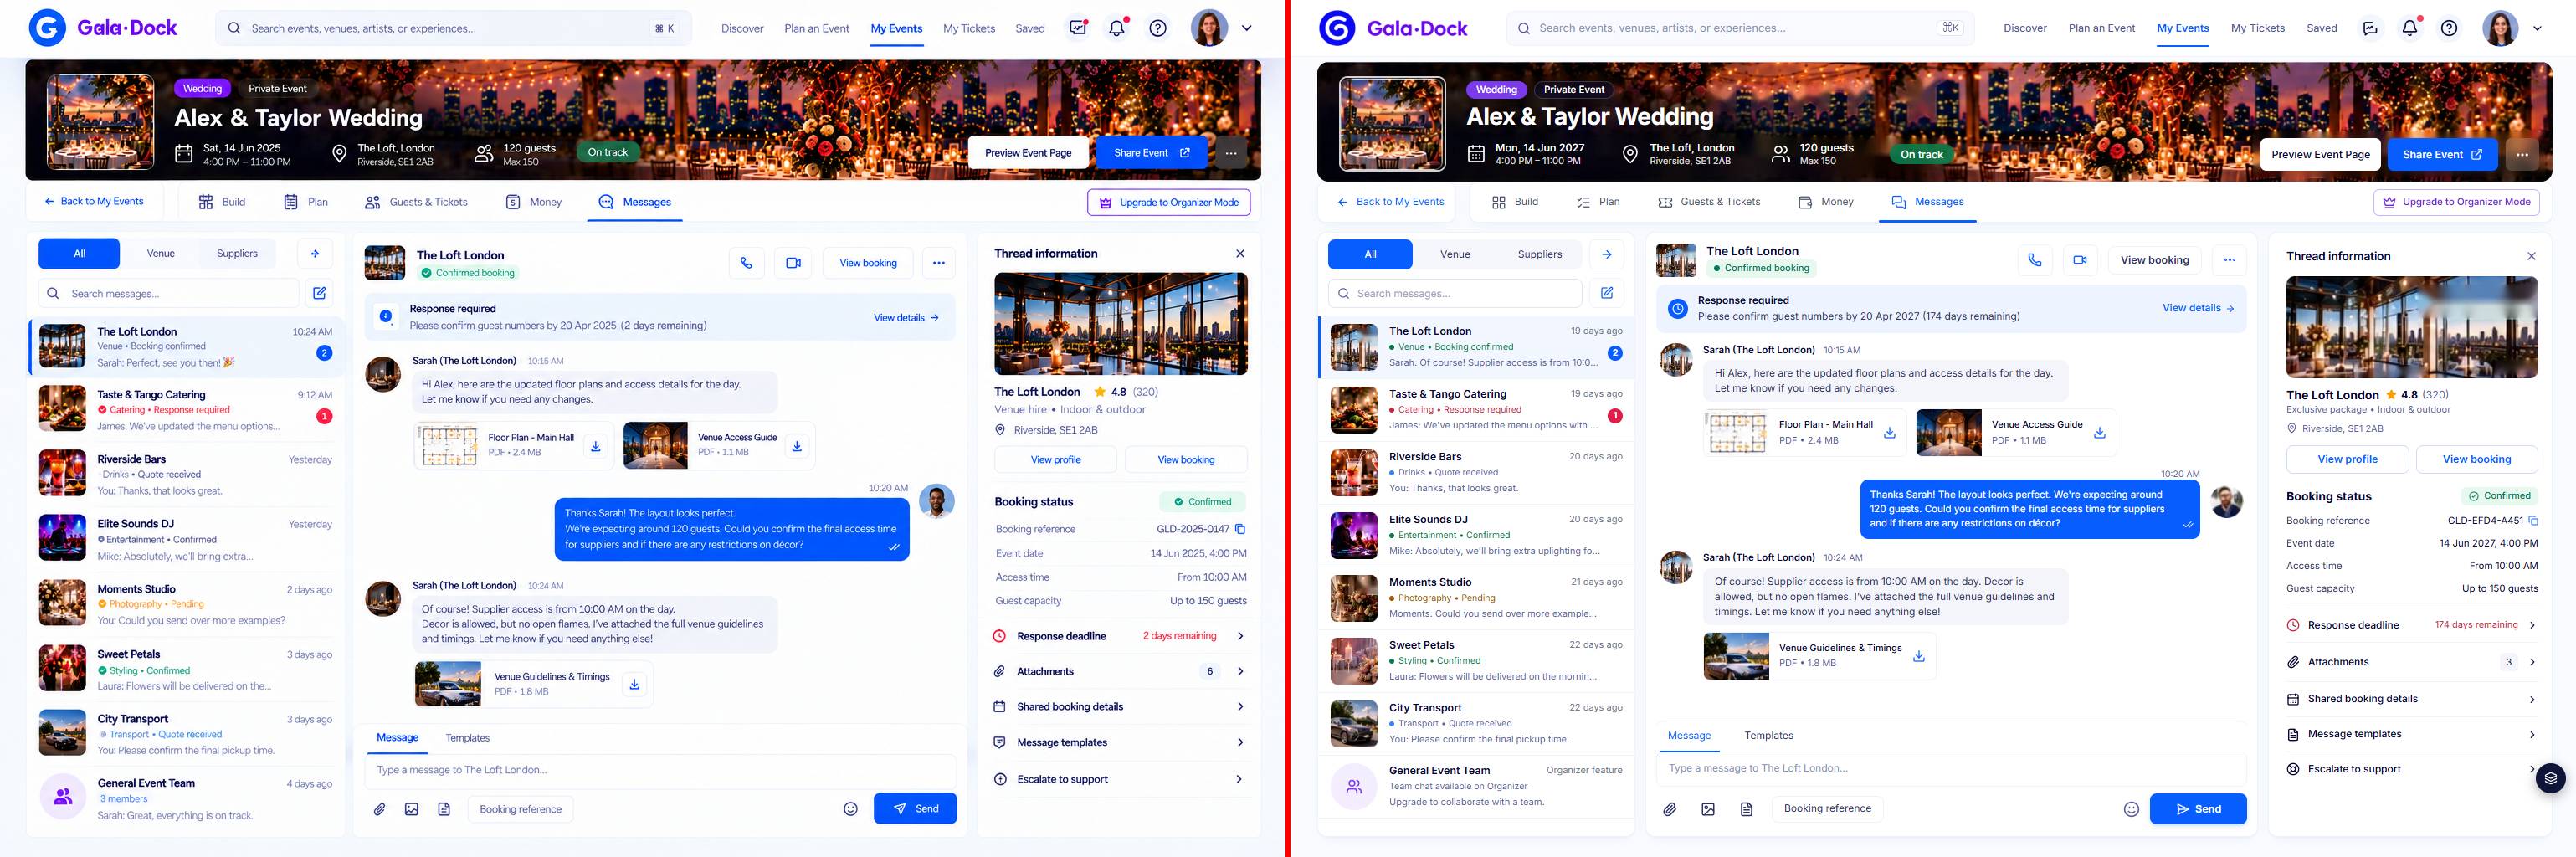 Gala·Dock
Search events, venues, artists, or experiences...
⌘ K
Discover
Plan an Event
My Events
My Tickets
Saved
Wedding
Private Event
Alex & Taylor Wedding
Sat, 14 Jun 2025
4:00 PM – 11:00 PM
The Loft, London
Riverside, SE1 2AB
120 guests
Max 150
On track
Preview Event Page
Share Event
Back to My Events
Build
Plan
Guests & Tickets
Money
Messages
Upgrade to Organizer Mode
All
Venue
Suppliers
Search messages...
The Loft London
10:24 AM
Venue • Booking confirmed
2
Sarah: Perfect, see you then! 🎉
Taste & Tango Catering
9:12 AM
Catering • Response required
1
James: We've updated the menu options...
Riverside Bars
Yesterday
Drinks • Quote received
You: Thanks, that looks great.
Elite Sounds DJ
Yesterday
Entertainment • Confirmed
Mike: Absolutely, we'll bring extra...
Moments Studio
2 days ago
Photography • Pending
You: Could you send over more examples?
Sweet Petals
3 days ago
Styling • Confirmed
Laura: Flowers will be delivered on the...
City Transport
3 days ago
Transport • Quote received
You: Please confirm the final pickup time.
General Event Team
4 days ago
3 members
Sarah: Great, everything is on track.
The Loft London
Confirmed booking
View booking
Response required
Please confirm guest numbers by 20 Apr 2025 (2 days remaining)
View details →
Sarah (The Loft London)
10:15 AM
Hi Alex, here are the updated floor plans and access details for the day.
Let me know if you need any changes.
Floor Plan - Main Hall
PDF • 2.4 MB
Venue Access Guide
PDF • 1.1 MB
10:20 AM
Thanks Sarah! The layout looks perfect.
We're expecting around 120 guests. Could you confirm the final access time
for suppliers and if there are any restrictions on décor?
Sarah (The Loft London)
10:24 AM
Of course! Supplier access is from 10:00 AM on the day.
Decor is allowed, but no open flames. I've attached the full venue guidelines
and timings. Let me know if you need anything else!
Venue Guidelines & Timings
PDF • 1.8 MB
Message
Templates
Type a message to The Loft London...
Booking reference
Send
Thread information
The Loft London
4.8 (320)
Venue hire • Indoor & outdoor
Riverside, SE1 2AB
View profile
View booking
Booking status
Confirmed
Booking reference
GLD-2025-0147
Event date
14 Jun 2025, 4:00 PM
Access time
From 10:00 AM
Guest capacity
Up to 150 guests
Response deadline
2 days remaining
Attachments
6
Shared booking details
Message templates
Escalate to support
Gala·Dock
Search events, venues, artists, or experiences...
⌘K
Discover
Plan an Event
My Events
My Tickets
Saved
Wedding
Private Event
Alex & Taylor Wedding
Mon, 14 Jun 2027
4:00 PM – 11:00 PM
The Loft, London
Riverside, SE1 2AB
120 guests
Max 150
On track
Preview Event Page
Share Event
Back to My Events
Build
Plan
Guests & Tickets
Money
Messages
Upgrade to Organizer Mode
All
Venue
Suppliers
Search messages...
The Loft London
19 days ago
Venue • Booking confirmed
2
Sarah: Of course! Supplier access is from 10:0...
Taste & Tango Catering
19 days ago
Catering • Response required
1
James: We've updated the menu options with ...
Riverside Bars
20 days ago
Drinks • Quote received
You: Thanks, that looks great.
Elite Sounds DJ
20 days ago
Entertainment • Confirmed
Mike: Absolutely, we'll bring extra uplighting fo...
Moments Studio
21 days ago
Photography • Pending
Moments: Could you send over more example...
Sweet Petals
22 days ago
Styling • Confirmed
Laura: Flowers will be delivered on the mornin...
City Transport
22 days ago
Transport • Quote received
You: Please confirm the final pickup time.
General Event Team
Organizer feature
Team chat available on Organizer
Upgrade to collaborate with a team.
The Loft London
Confirmed booking
View booking
Response required
Please confirm guest numbers by 20 Apr 2027 (174 days remaining)
View details →
Sarah (The Loft London)
10:15 AM
Hi Alex, here are the updated floor plans and access details for the day.
Let me know if you need any changes.
Floor Plan - Main Hall
PDF • 2.4 MB
Venue Access Guide
PDF • 1.1 MB
10:20 AM
Thanks Sarah! The layout looks perfect. We're expecting around
120 guests. Could you confirm the final access time for suppliers
and if there are any restrictions on décor?
Sarah (The Loft London)
10:24 AM
Of course! Supplier access is from 10:00 AM on the day. Decor is
allowed, but no open flames. I've attached the full venue guidelines and
timings. Let me know if you need anything else!
Venue Guidelines & Timings
PDF • 1.8 MB
Message
Templates
Type a message to The Loft London...
Booking reference
Send
Thread information
The Loft London
4.8 (320)
Exclusive package • Indoor & outdoor
Riverside, SE1 2AB
View profile
View booking
Booking status
Confirmed
Booking reference
GLD-EFD4-A451
Event date
14 Jun 2027, 4:00 PM
Access time
From 10:00 AM
Guest capacity
Up to 150 guests
Response deadline
174 days remaining
Attachments
3
Shared booking details
Message templates
Escalate to support